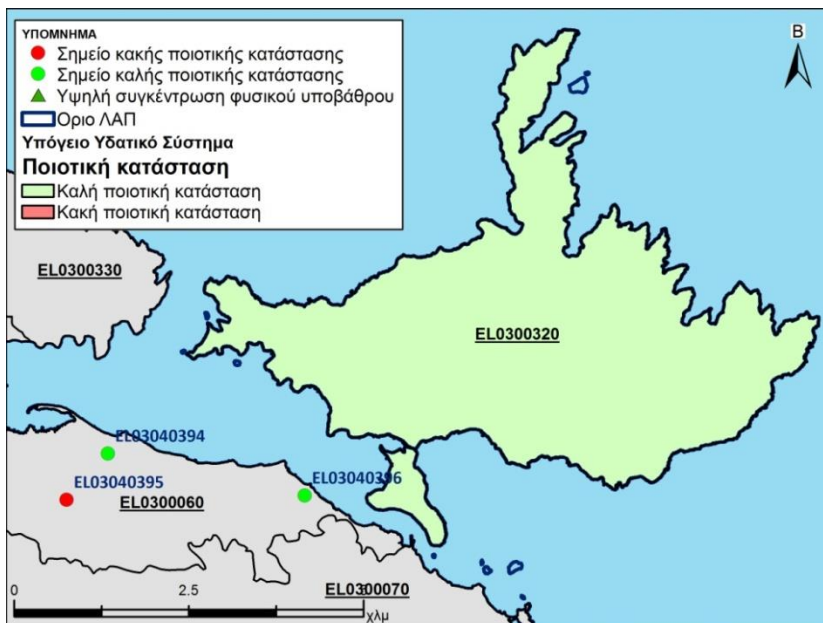 ΥΠΟΜΝΗΜΑ
Σημείο κακής ποιοτικής κατάστασης
Σημείο καλής ποιοτικής κατάστασης
Υψηλή συγκέντρωση φυσικού υποβάθρου
Οριο ΛΑΠ
Υπόγειο Υδατικό Σύστημα
Ποιοτική κατάσταση
Καλή ποιοτική κατάσταση
Κακή ποιοτική κατάσταση
Β
EL0300330
EL0300320
EL03040394
EL03040395
EL03040396
EL0300060
EL0300070
0
2.5
5
χλμ